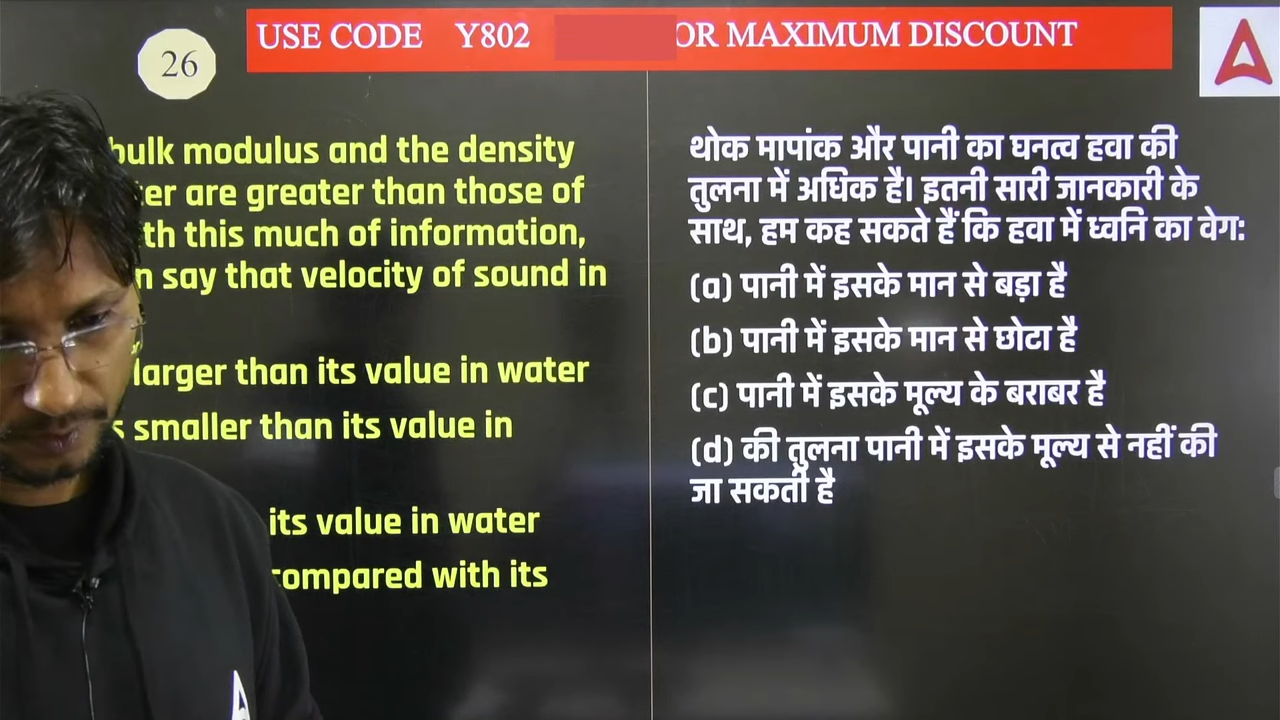 26
USE CODE Y802 OR MAXIMUM DISCOUNT
bulk modulus and the density
are greater than those of
this much of information,
say that velocity of sound in
larger than its value in water
smaller than its value in
its value in water
compared with its
थोक मापांक और पानी का घनत्व हवा की
तुलना में अधिक है। इतनी सारी जानकारी के
साथ, हम कह सकते हैं कि हवा में ध्वनि का वेग:
(a) पानी में इसके मान से बड़ा है
(b) पानी में इसके मान से छोटा है
(c) पानी में इसके मूल्य के बराबर है
(d) की तुलना पानी में इसके मूल्य से नहीं की
जा सकती है